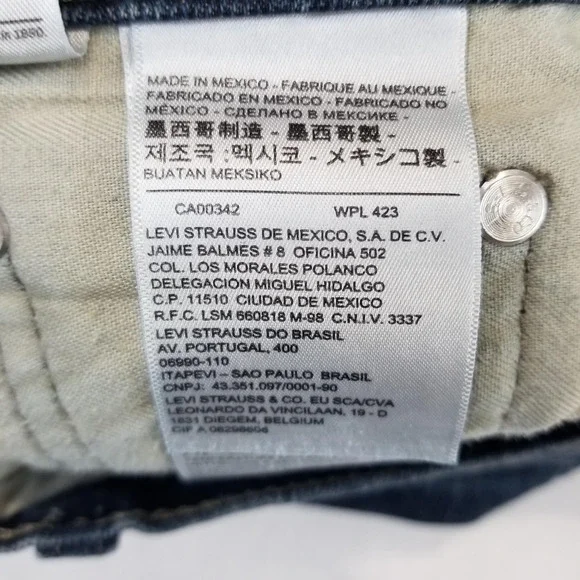 in 1890.
MADE IN MEXICO - FABRIQUE AU MEXIQUE -
FABRICADO EN MEXICO - FABRICADO NO
MÉXICO - СДЕЛАНО В МЕКСИКЕ -
墨西哥制造 - 墨西哥製 -
제조국 :멕시코 - メキシコ製 -
BUATAN MEKSIKO
CA00342 WPL 423
LEVI STRAUSS DE MEXICO, S.A. DE C.V.
JAIME BALMES # 8 OFICINA 502
COL. LOS MORALES POLANCO
DELEGACION MIGUEL HIDALGO
C.P. 11510 CIUDAD DE MEXICO
R.F.C. LSM 660818 M-98 C.N.I.V. 3337
LEVI STRAUSS DO BRASIL
AV. PORTUGAL, 400
06990-110
ITAPEVI – SAO PAULO BRASIL
CNPJ: 43.351.097/0001-90
LEVI STRAUSS & CO. EU SCA/CVA
LEONARDO DA VINCILAAN, 19 - D
1831 DIEGEM, BELGIUM
CIF A 08298604